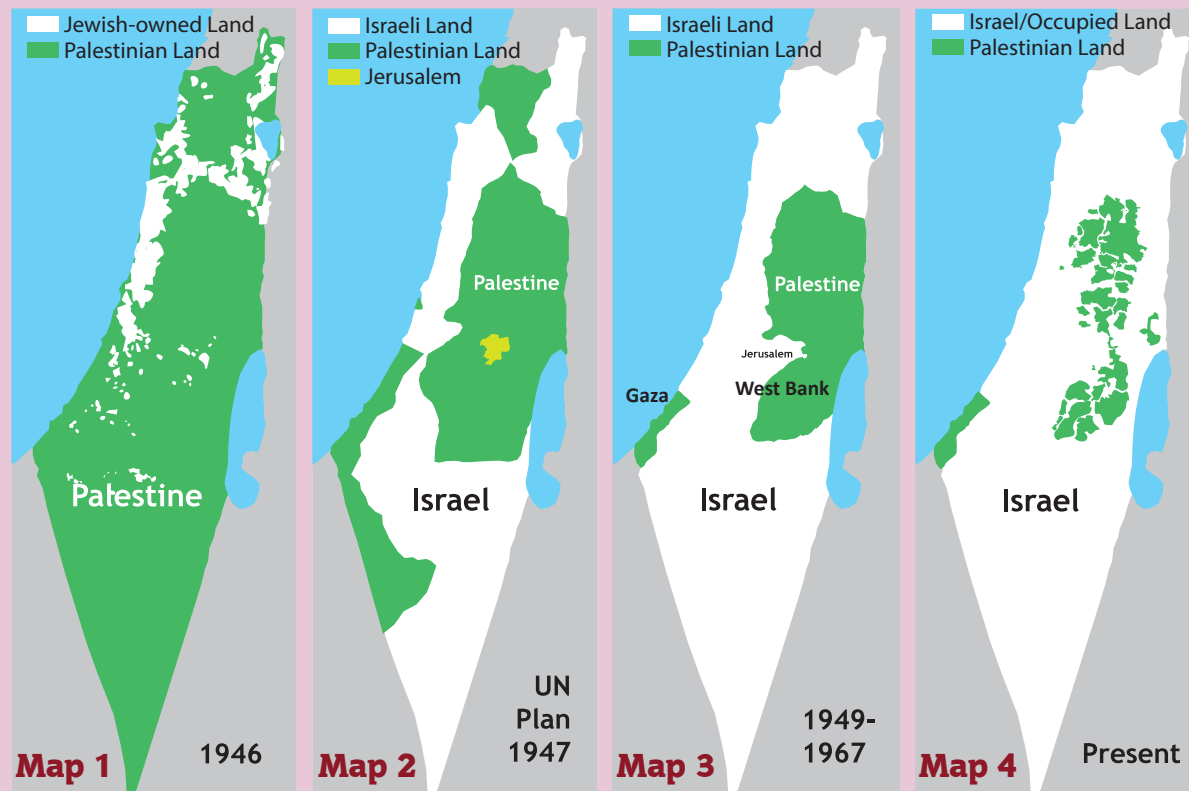 Jewish-owned Land
Palestinian Land
Palestine
1946
Map 1
Israeli Land
Palestinian Land
Jerusalem
Palestine
Israel
UN
Plan
1947
Map 2
Israeli Land
Palestinian Land
Palestine
Jerusalem
Gaza
West Bank
Israel
1949-
1967
Map 3
Israel/Occupied Land
Palestinian Land
Israel
Present
Map 4